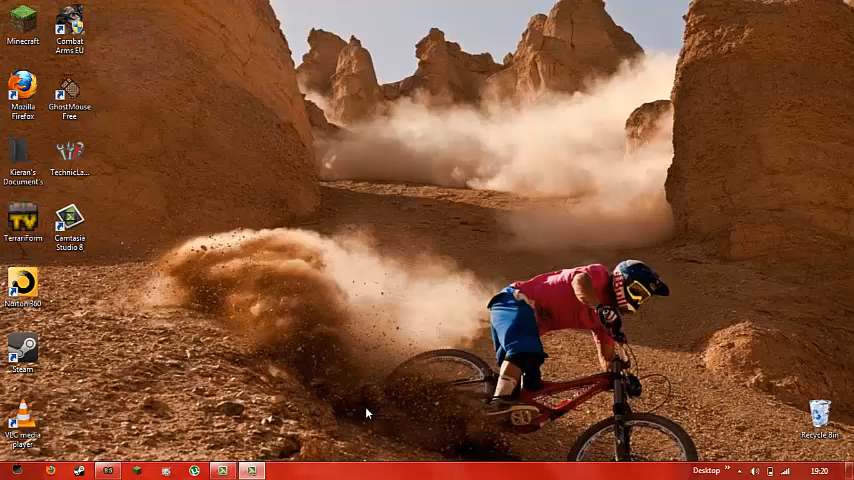 Minecraft
Combat
Arms EU
Mozilla
Firefox
GhostMouse
Free
Kieran's
Document's
TechnicLa...
TerrariForm
Camtasia
Studio 8
Norton 360
Steam
VLC media
player
Recycle Bin
Desktop
19:20